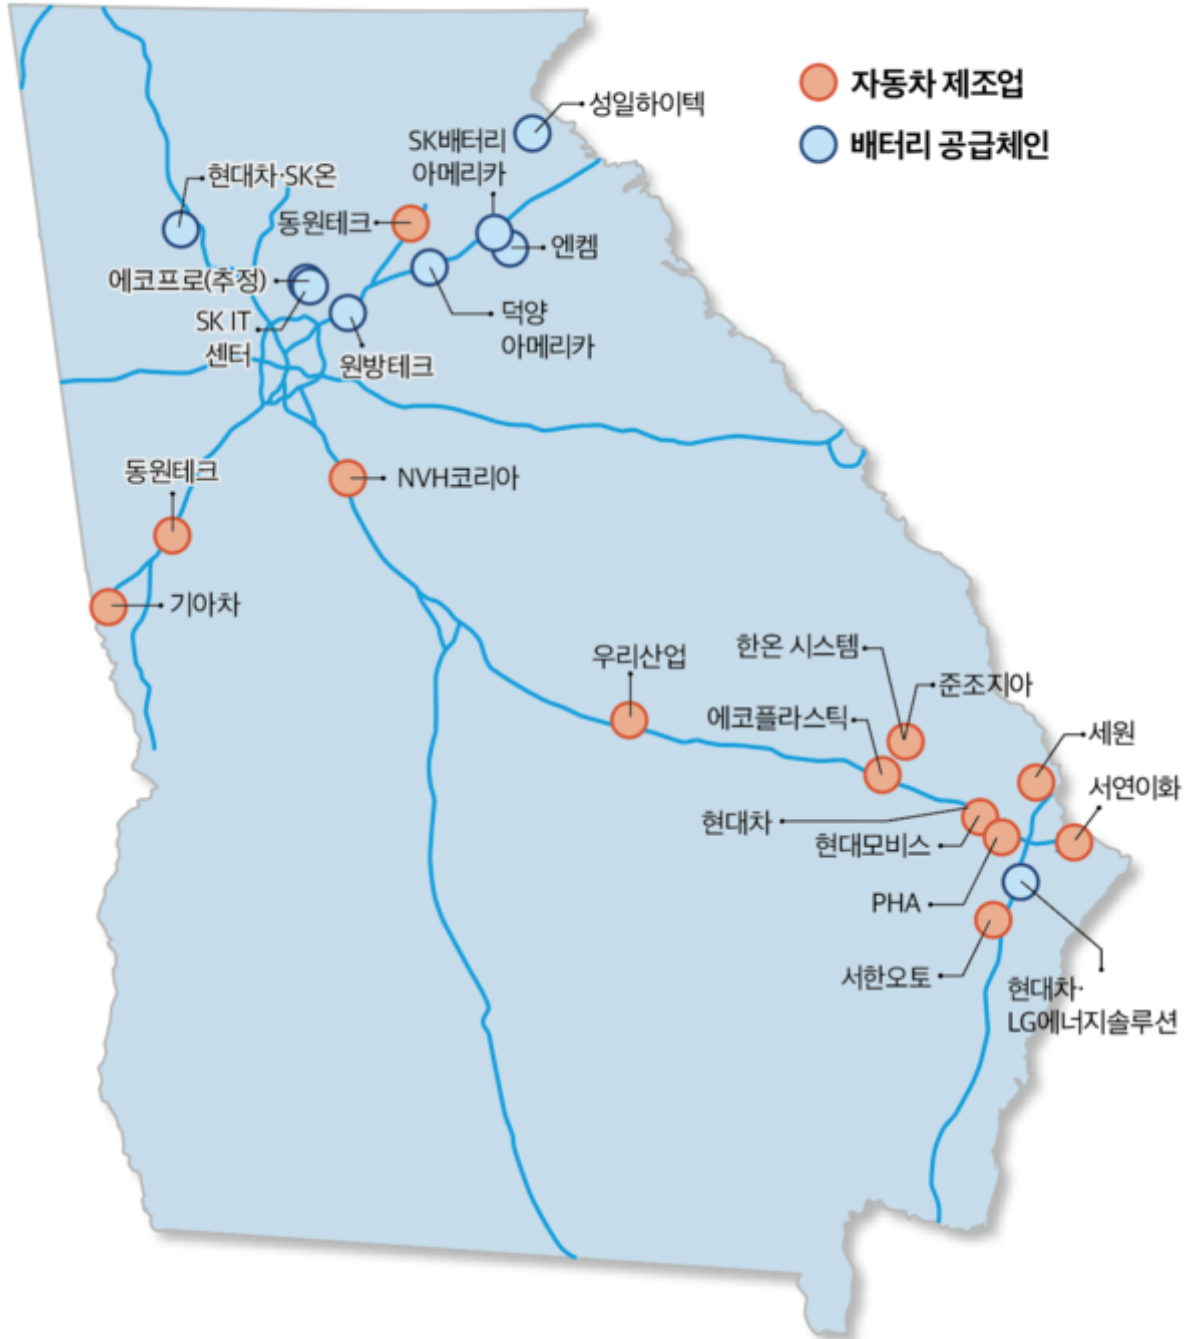 자동차 제조업
배터리 공급체인
성일하이텍
SK배터리
아메리카
현대차·SK온
동원테크
엔켐
에코프로(추정)
SK IT
센터
덕양
아메리카
원방테크
동원테크
NVH코리아
기아차
우리산업
한온 시스템
준조지아
에코플라스틱
세원
서연이화
현대차
현대모비스
PHA
서한오토
현대차·
LG에너지솔루션